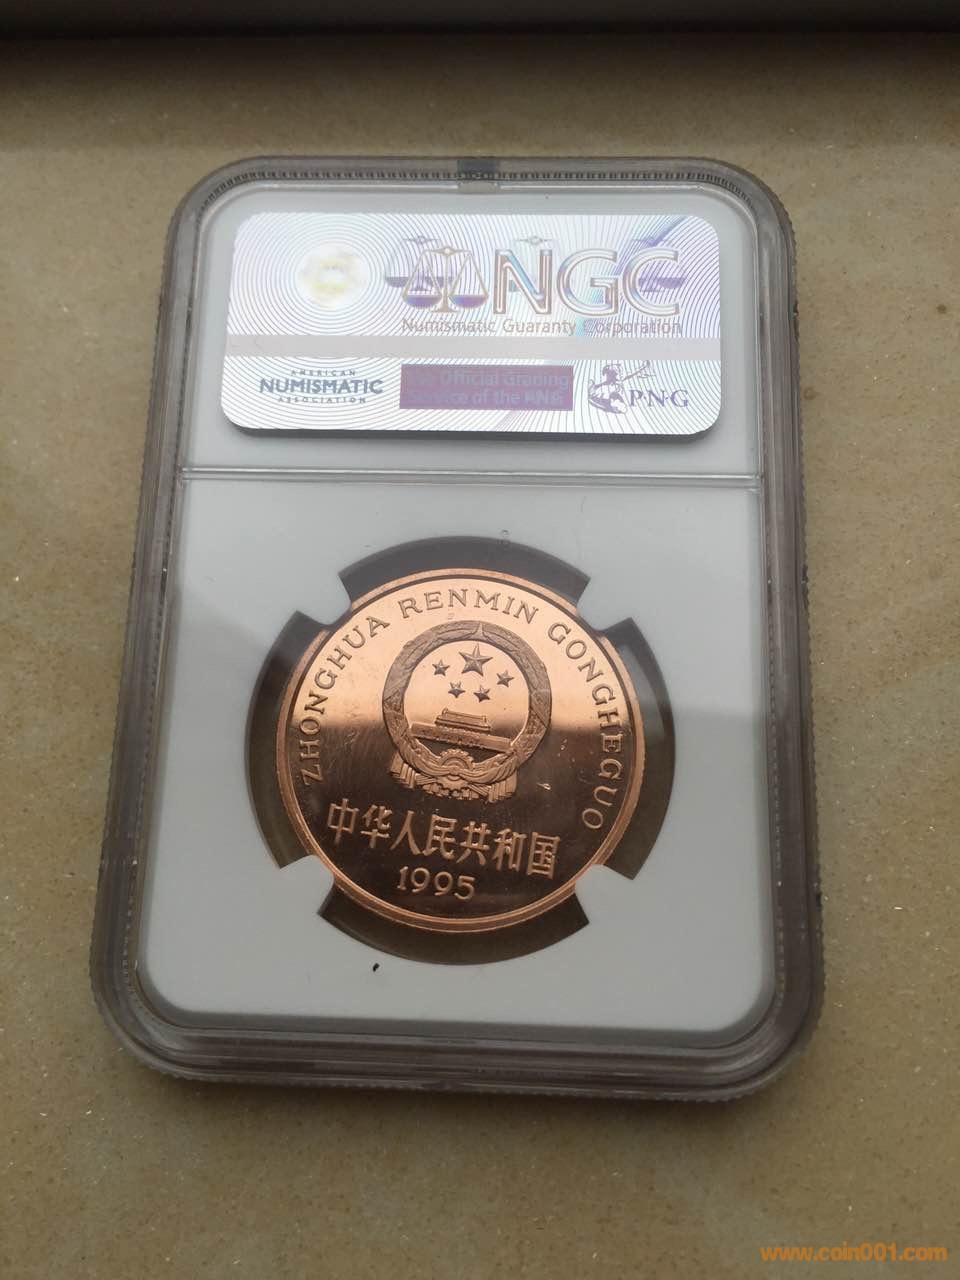 NGC
Numismatic Guaranty Corporation
AMERICAN
NUMISMATIC
ASSOCIATION
The Official Grading
Service of the PNG
PNG
ZHONGHUA RENMIN GONGHEGUO
中华人民共和国
1995
www.coin001.com